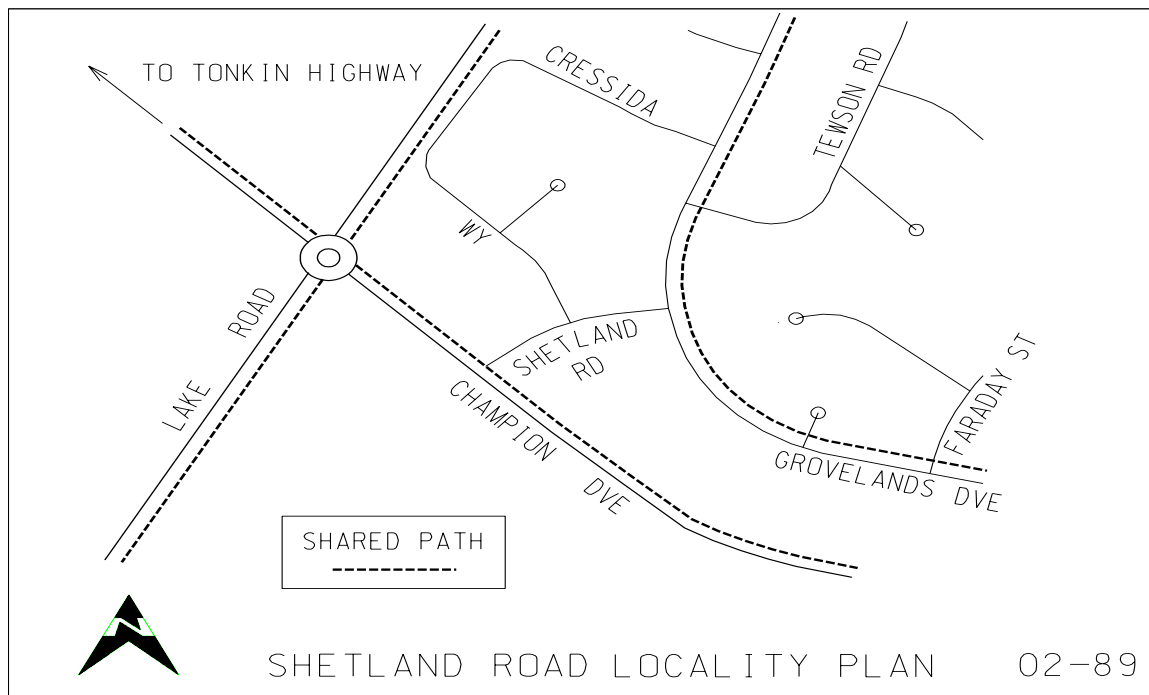 TO TONKIN HIGHWAY
CRESSIDA
TEWSON RD
WY
LAKE ROAD
SHETLAND
RD
CHAMPION DVE
FARADAY ST
GROVELANDS DVE
SHARED PATH
N
SHETLAND ROAD LOCALITY PLAN 02-89